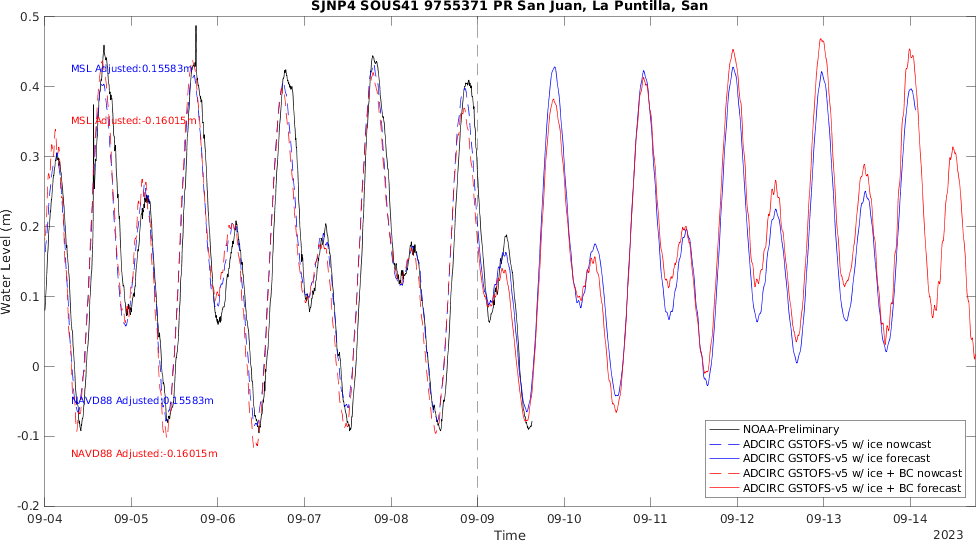 SJNP4 SOUS41 9755371 PR San Juan, La Puntilla, San
Water Level (m)
0.5
0.4
0.3
0.2
0.1
0
-0.1
-0.2
MSL Adjusted:0.15583m
MSL Adjusted:-0.16015m
NAVD88 Adjusted:0.15583m
NAVD88 Adjusted:-0.16015m
NOAA-Preliminary
ADCIRC GSTOFS-v5 w/ ice nowcast
ADCIRC GSTOFS-v5 w/ ice forecast
ADCIRC GSTOFS-v5 w/ ice + BC nowcast
ADCIRC GSTOFS-v5 w/ ice + BC forecast
09-04 09-05 09-06 09-07 09-08 09-09 09-10 09-11 09-12 09-13 09-14
Time
2023